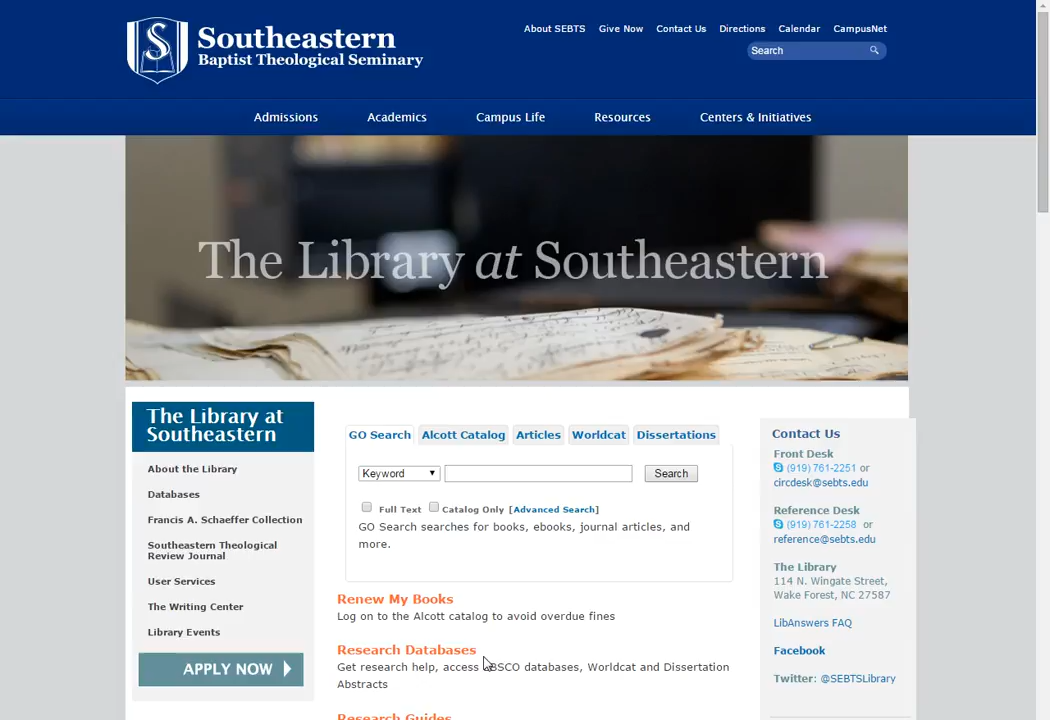 Southeastern
Baptist Theological Seminary
About SEBTS Give Now Contact Us Directions Calendar CampusNet
Search
Admissions Academics Campus Life Resources Centers & Initiatives
The Library at Southeastern
The Library at
Southeastern
About the Library
Databases
Francis A. Schaeffer Collection
Southeastern Theological
Review Journal
User Services
The Writing Center
Library Events
APPLY NOW
GO Search Alcott Catalog Articles Worldcat Dissertations
Keyword Search
Full Text Catalog Only [Advanced Search]
GO Search searches for books, ebooks, journal articles, and
more.
Renew My Books
Log on to the Alcott catalog to avoid overdue fines
Research Databases
Get research help, access EBSCO databases, Worldcat and Dissertation
Abstracts
Research Guides
Contact Us
Front Desk
(919) 761-2251 or
circdesk@sebts.edu
Reference Desk
(919) 761-2258 or
reference@sebts.edu
The Library
114 N. Wingate Street,
Wake Forest, NC 27587
LibAnswers FAQ
Facebook
Twitter: @SEBTSLibrary